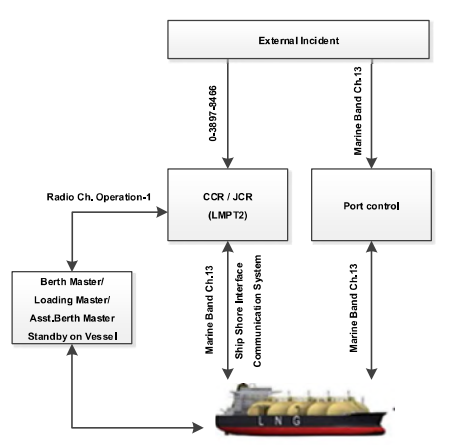 External Incident
0-3897-8466
Marine Band Ch.13
Radio Ch. Operation-1
CCR / JCR
(LMPT2)
Port control
Berth Master/
Loading Master/
Asst.Berth Master
Standby on Vessel
Marine Band Ch.13
Ship Shore Interface
Communication System
Marine Band Ch.13
LNG